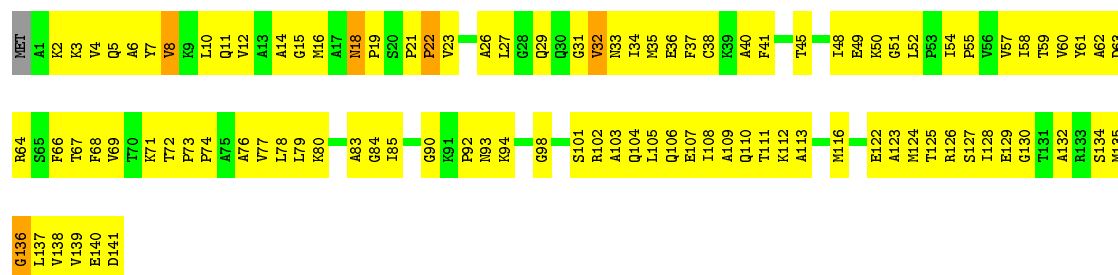 MET A1 K2 K3 V4 Q5 A6 Y7 V8 K9 L10 Q11 V12 A13 A14 G15 M16 A17 N18 P19 S20 P21 P22 V23 A26 L27 G28 Q29 Q30 G31 V32 N33 I34 M35 E36 F37 C38 K39 A40 F41 T45 I48 E49 K50 G51 L52 P53 I54 P55 V56 V57 I58 T59 V60 Y61 A62 D63
R64 S65 F66 T67 F68 V69 T70 K71 T72 P73 P74 A75 A76 V77 L78 L79 K80 A83 G84 I85 G90 K91 P92 N93 K94 G98 S101 R102 A103 Q104 L105 Q106 E107 I108 A109 Q110 T111 K112 A113 M116 E122 A123 M124 T125 R126 S127 I128 E129 G130 T131 A132 R133 S134 M135
G136 L137 V138 V139 E140 D141